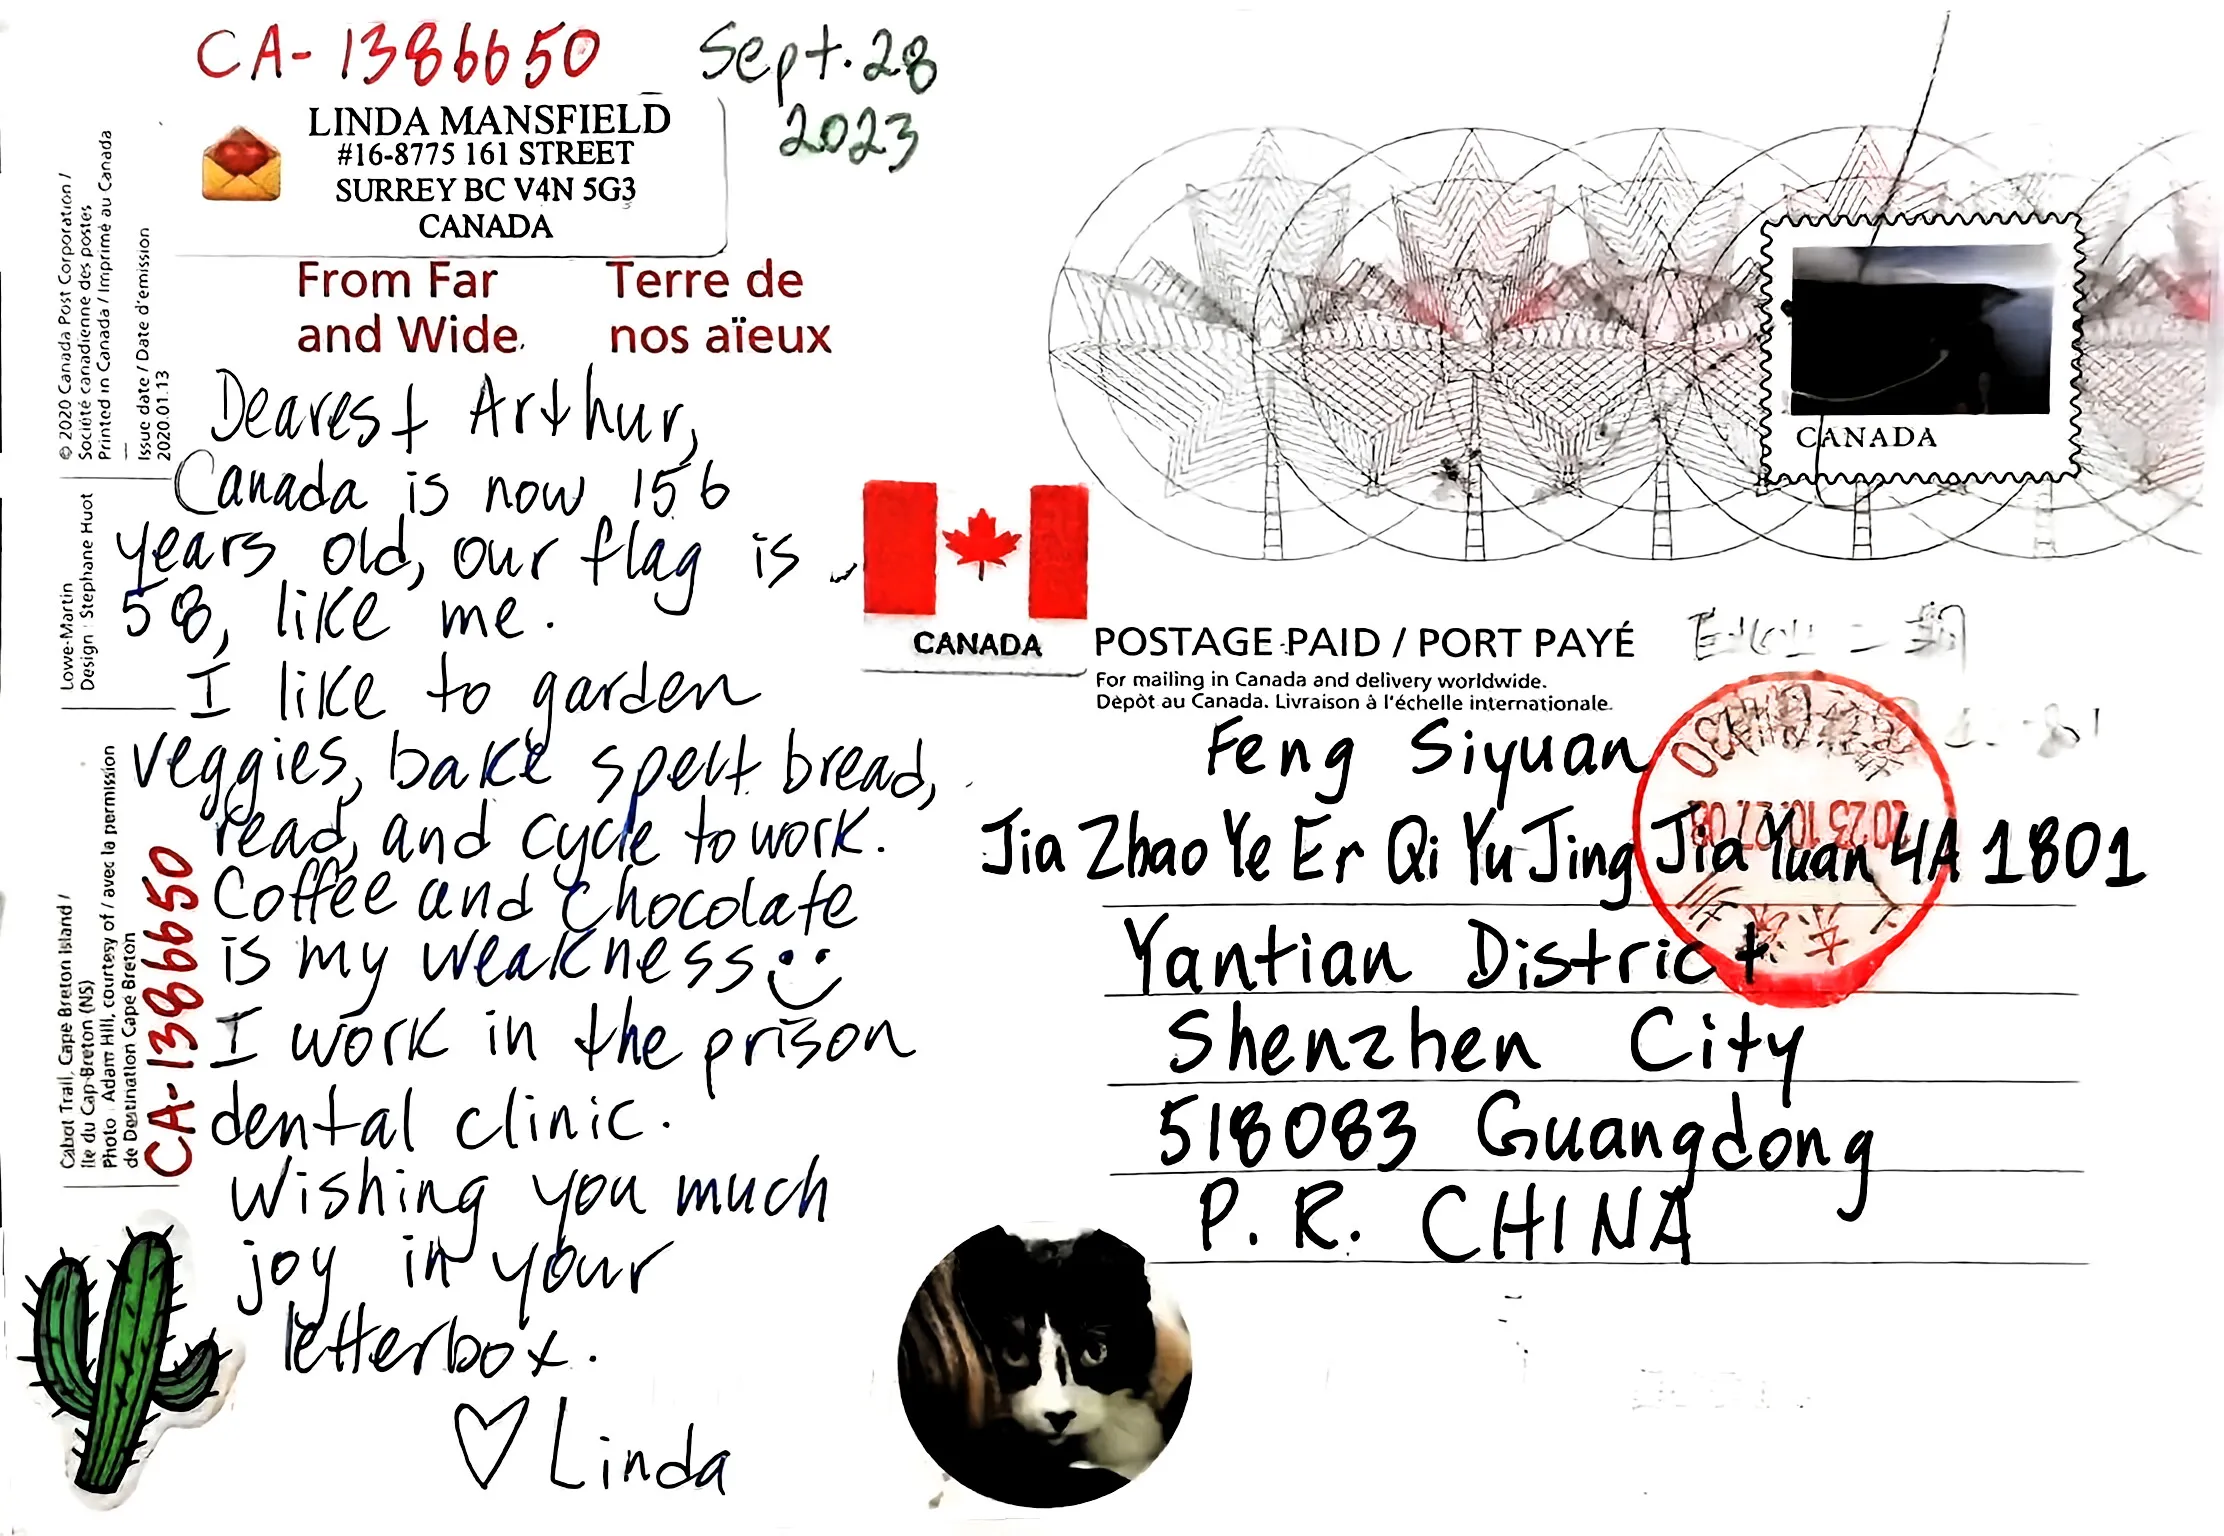 CA-1386650
Sept. 28
2023
LINDA MANSFIELD
#16-8775 161 STREET
SURREY BC V4N 5G3
CANADA
From Far
and Wide
Terre de
nos aïeux
Dearest Arthur,
Canada is now 156
years old, our flag is
58, like me.
I like to garden
veggies, bake spelt bread,
read, and cycle to work.
Coffee and chocolate
is my weakness
I work in the prison
dental clinic.
Wishing you much
joy in your
letterbox.
♡ Linda
© 2020 Canada Post Corporation /
Société canadienne des postes
Printed in Canada / Imprimé au Canada
Issue date / Date d'émission
2020.01.13
Lowe-Martin
Design : Stephane Huot
Cabot Trail, Cape Breton Island /
Île du Cap-Breton (NS)
Photo : Adam Hill, courtesy of / avec la permission
de Destination Cape Breton
CA-1386650
CANADA
CANADA
POSTAGE PAID / PORT PAYÉ
For mailing in Canada and delivery worldwide.
Dépôt au Canada. Livraison à l'échelle internationale.
Feng Siyuan
Jia Zhao Ye Er Qi Yu Jing Jia Yuan 4A 1801
Yantian District
Shenzhen City
518083 Guangdong
P. R. CHINA